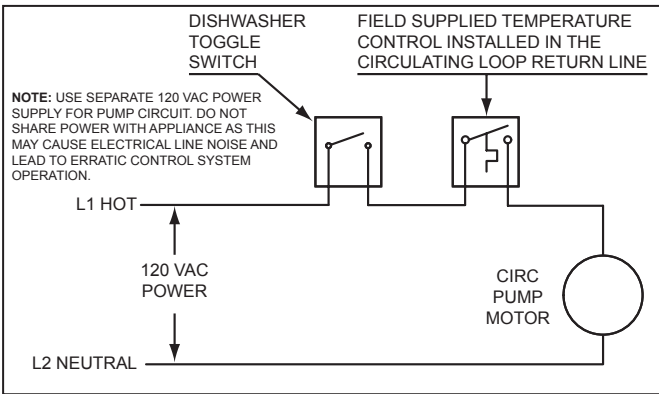 DISHWASHER
TOGGLE
SWITCH
FIELD SUPPLIED TEMPERATURE
CONTROL INSTALLED IN THE
CIRCULATING LOOP RETURN LINE
NOTE: USE SEPARATE 120 VAC POWER
SUPPLY FOR PUMP CIRCUIT. DO NOT
SHARE POWER WITH APPLIANCE AS THIS
MAY CAUSE ELECTRICAL LINE NOISE AND
LEAD TO ERRATIC CONTROL SYSTEM
OPERATION.
L1 HOT
120 VAC
POWER
CIRC
PUMP
MOTOR
L2 NEUTRAL